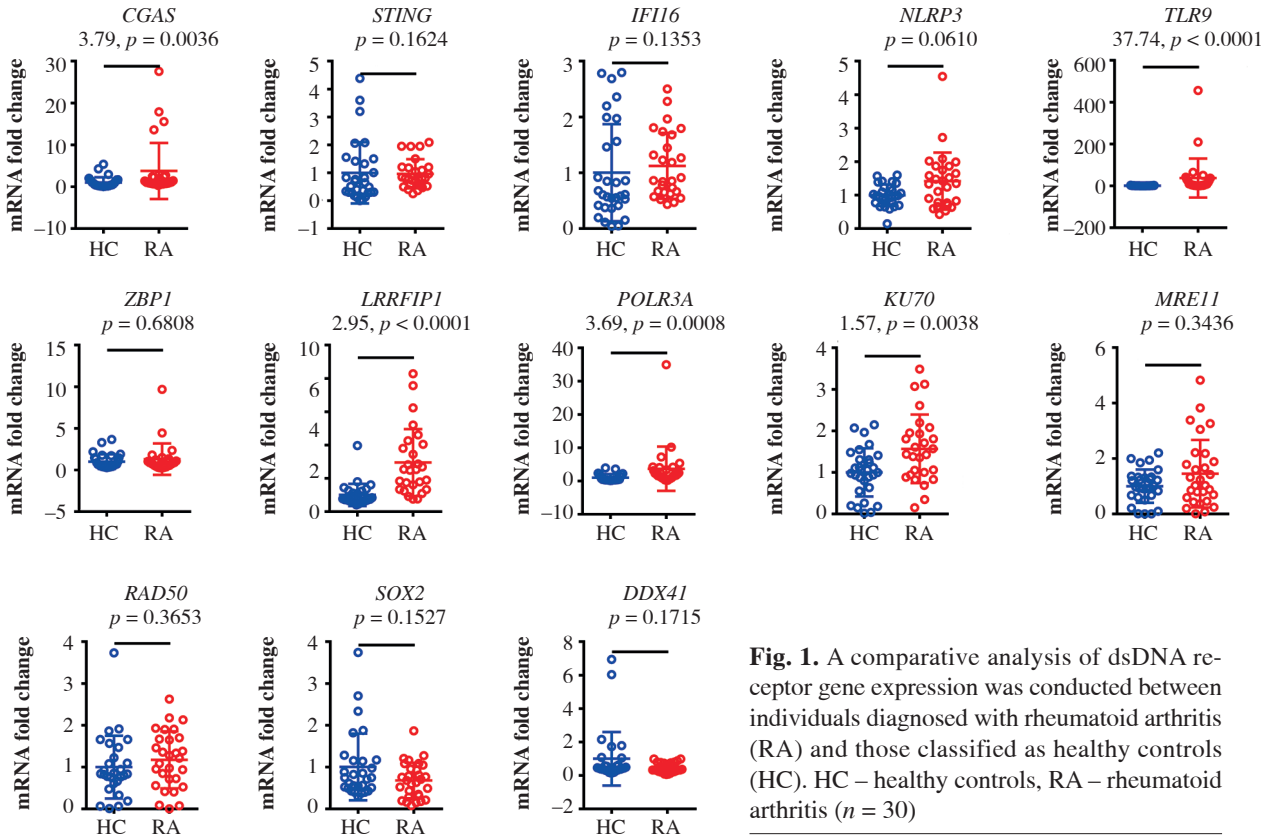 CGAS
3.79, p = 0.0036
mRNA fold change
30
20
10
0
–10
HC RA
STING
p = 0.1624
mRNA fold change
5
4
3
2
1
0
–1
HC RA
IFI16
p = 0.1353
mRNA fold change
3
2
1
0
HC RA
NLRP3
p = 0.0610
mRNA fold change
5
4
3
2
1
0
HC RA
TLR9
37.74, p < 0.0001
mRNA fold change
600
400
200
0
–200
HC RA
ZBP1
p = 0.6808
mRNA fold change
15
10
5
0
–5
HC RA
LRRFIP1
2.95, p < 0.0001
mRNA fold change
10
6
4
2
0
HC RA
POLR3A
3.69, p = 0.0008
mRNA fold change
40
30
20
10
0
–10
HC RA
KU70
1.57, p = 0.0038
mRNA fold change
4
3
2
1
0
HC RA
MRE11
p = 0.3436
mRNA fold change
6
4
2
0
HC RA
RAD50
p = 0.3653
mRNA fold change
4
3
2
1
0
HC RA
SOX2
p = 0.1527
mRNA fold change
4
3
2
1
0
HC RA
DDX41
p = 0.1715
mRNA fold change
8
6
4
2
0
–2
HC RA
Fig. 1. A comparative analysis of dsDNA re-
ceptor gene expression was conducted between
individuals diagnosed with rheumatoid arthritis
(RA) and those classified as healthy controls
(HC). HC – healthy controls, RA – rheumatoid
arthritis (n = 30)